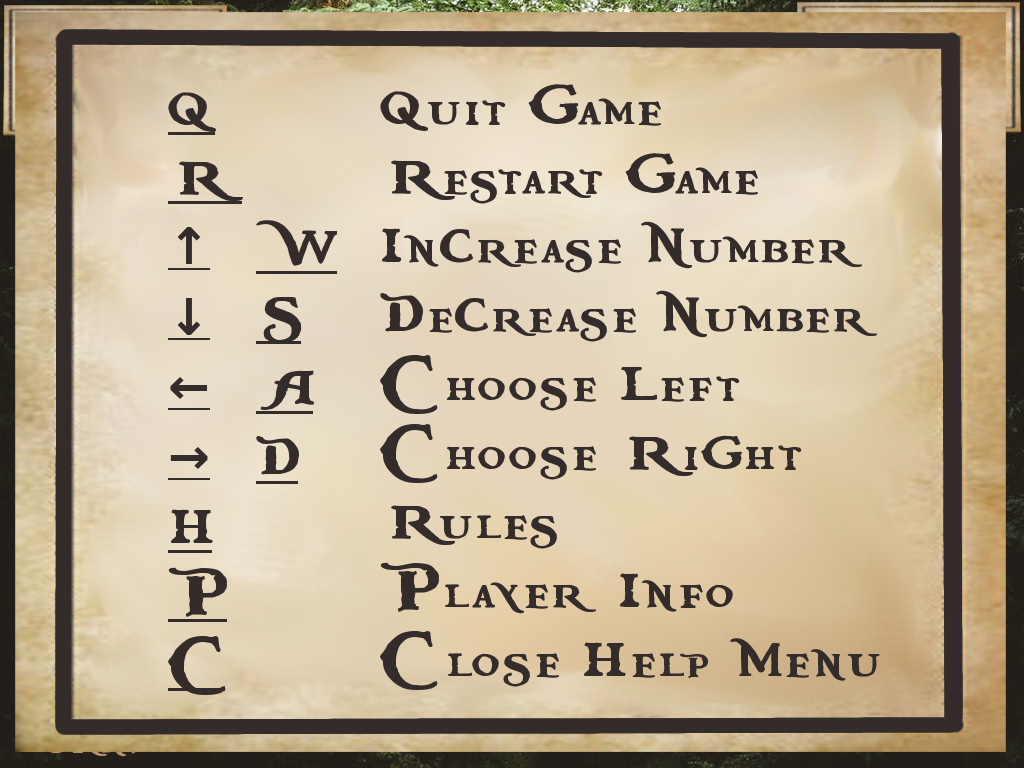 Q Quit Game
R Restart Game
↑ W Increase Number
↓ S Decrease Number
← A Choose Left
→ D Choose Right
H Rules
P Player Info
C Close Help Menu